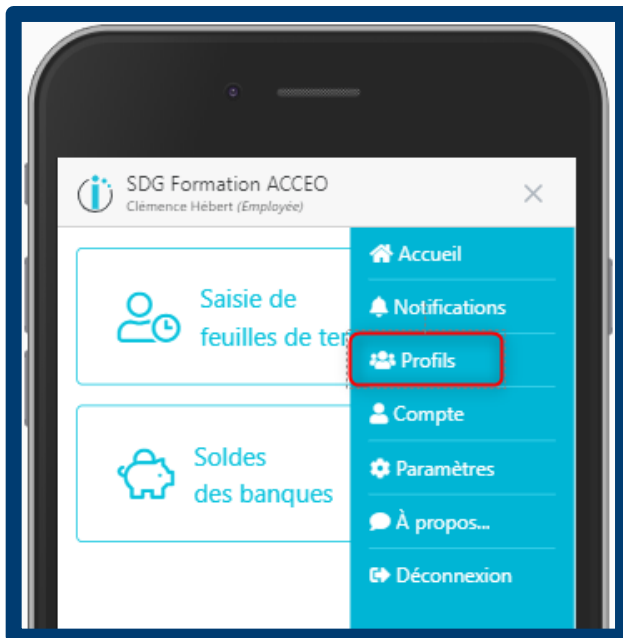 SDG Formation ACCEO
Clémence Hébert (Employée)
Saisie de
feuilles de
Soldes
des banques
Accueil
Notifications
Profils
Compte
Paramètres
À propos...
Déconnexion